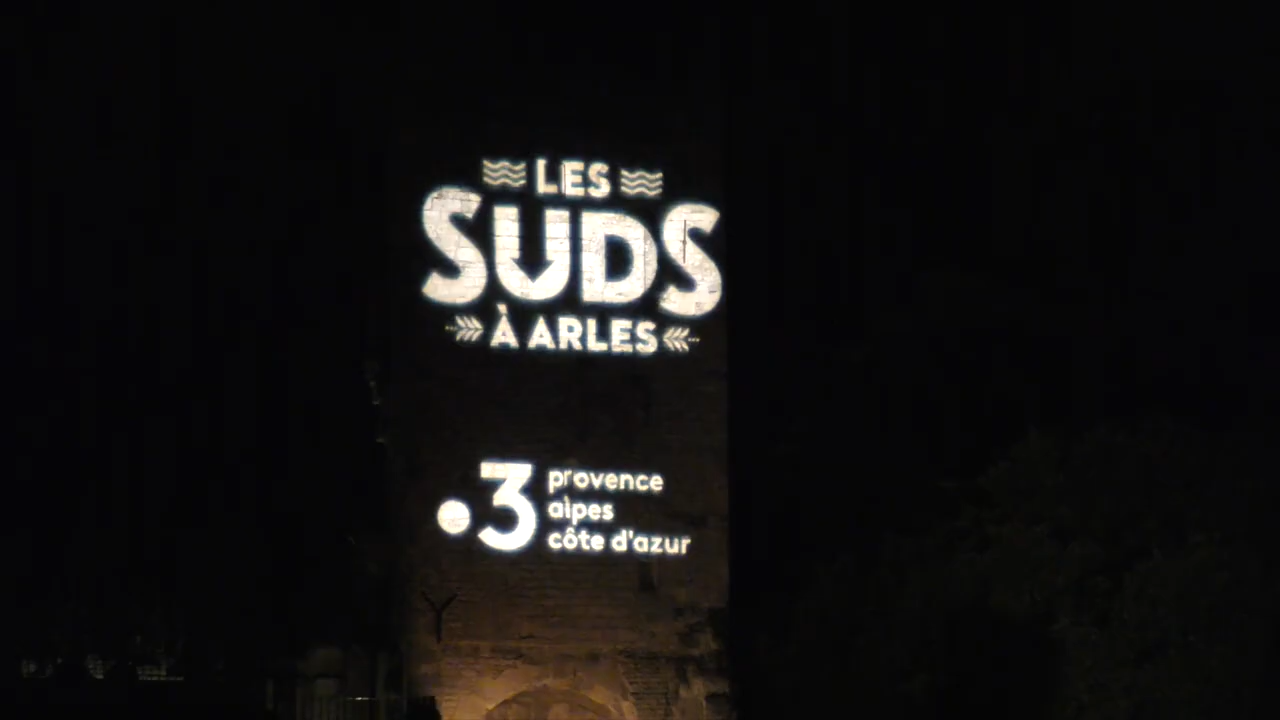 LES
SUDS
À ARLES
.3 provence
alpes
côte d'azur